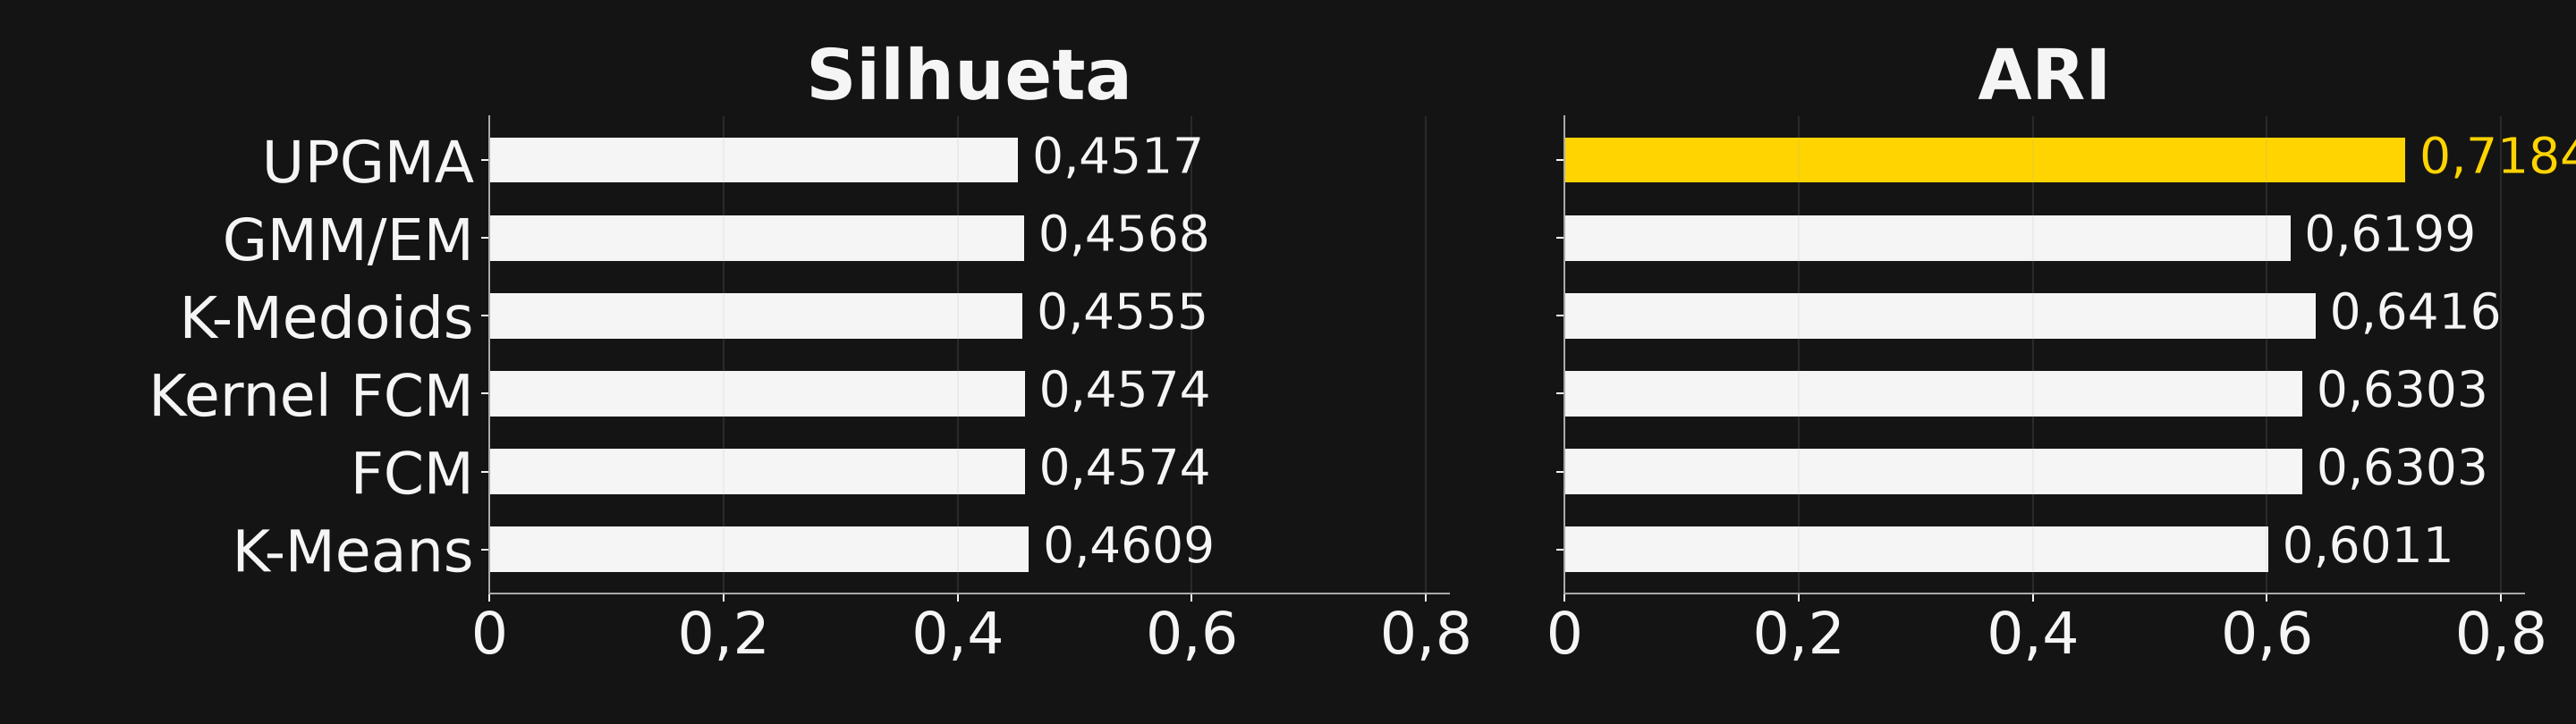 Silhueta
ARI
UPGMA 0,4517 0,7184
GMM/EM 0,4568 0,6199
K-Medoids 0,4555 0,6416
Kernel FCM 0,4574 0,6303
FCM 0,4574 0,6303
K-Means 0,4609 0,6011
0 0,2 0,4 0,6 0,8
0 0,2 0,4 0,6 0,8